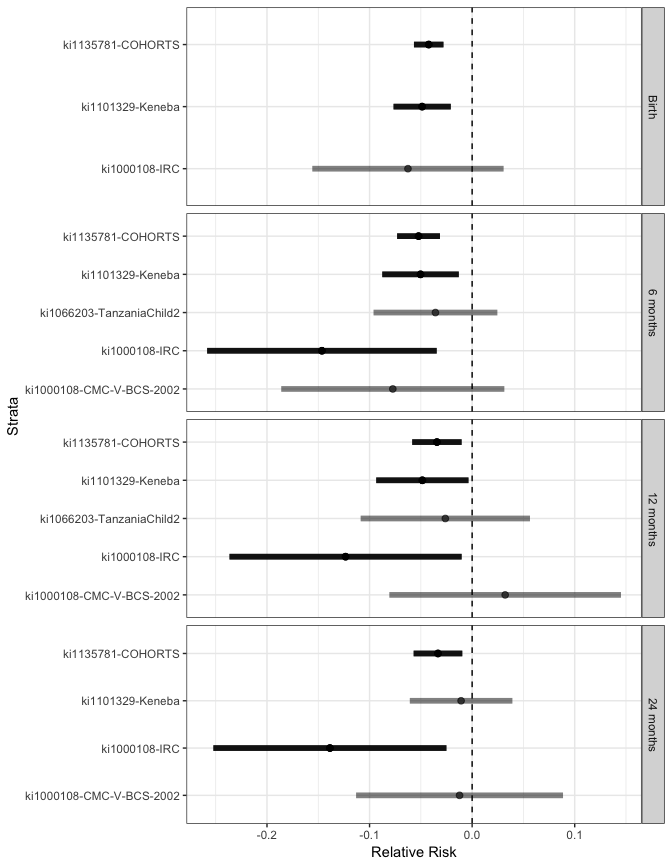 Strata
ki1135781-COHORTS
ki1101329-Keneba
ki1000108-IRC
Birth
ki1135781-COHORTS
ki1101329-Keneba
ki1066203-TanzaniaChild2
ki1000108-IRC
ki1000108-CMC-V-BCS-2002
6 months
ki1135781-COHORTS
ki1101329-Keneba
ki1066203-TanzaniaChild2
ki1000108-IRC
ki1000108-CMC-V-BCS-2002
12 months
ki1135781-COHORTS
ki1101329-Keneba
ki1000108-IRC
ki1000108-CMC-V-BCS-2002
24 months
-0.2 -0.1 0.0 0.1
Relative Risk